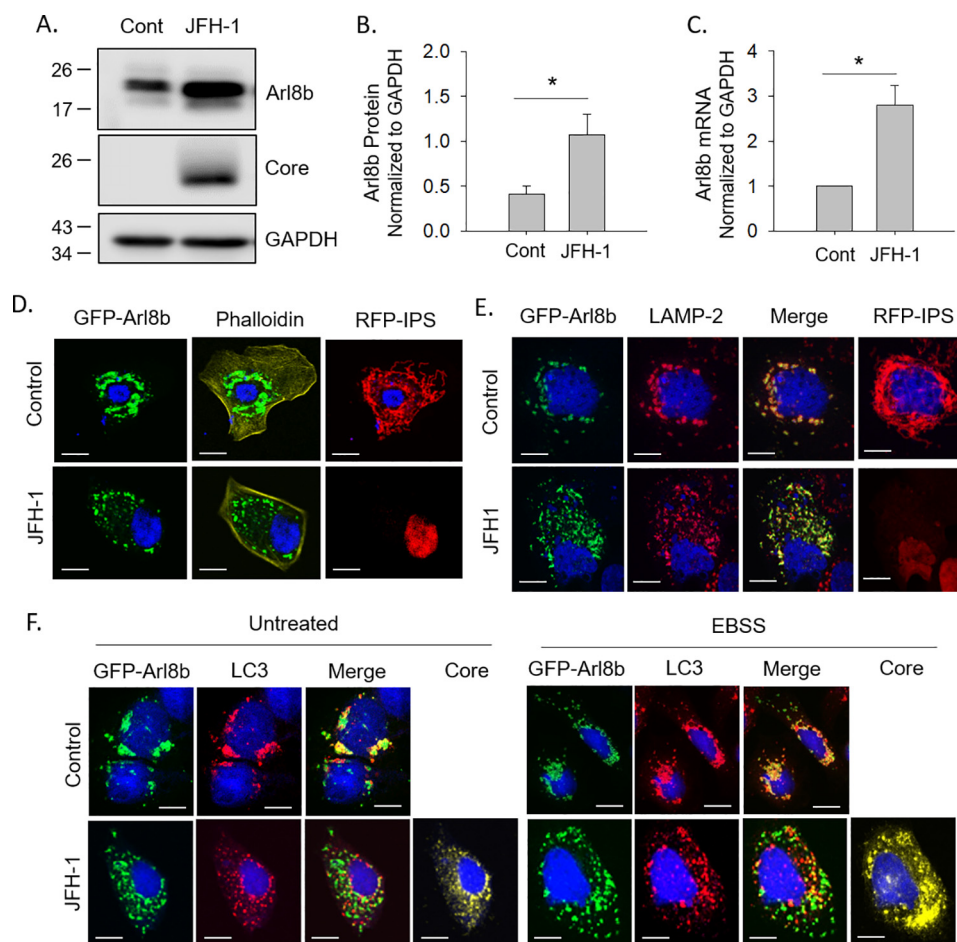 A.
Cont JFH-1
26
17
Arl8b
26
Core
43
34
GAPDH
B.
Arl8b Protein
Normalized to GAPDH
2.0
1.5
1.0
0.5
0.0
*
Cont
JFH-1
C.
Arl8b mRNA
Normalized to GAPDH
4
3
2
1
0
*
Cont
JFH-1
D.
GFP-Arl8b Phalloidin RFP-IPS
Control
JFH-1
E.
GFP-Arl8b LAMP-2 Merge RFP-IPS
Control
JFH1
F.
Untreated
GFP-Arl8b LC3 Merge Core
Control
JFH-1
EBSS
GFP-Arl8b LC3 Merge Core